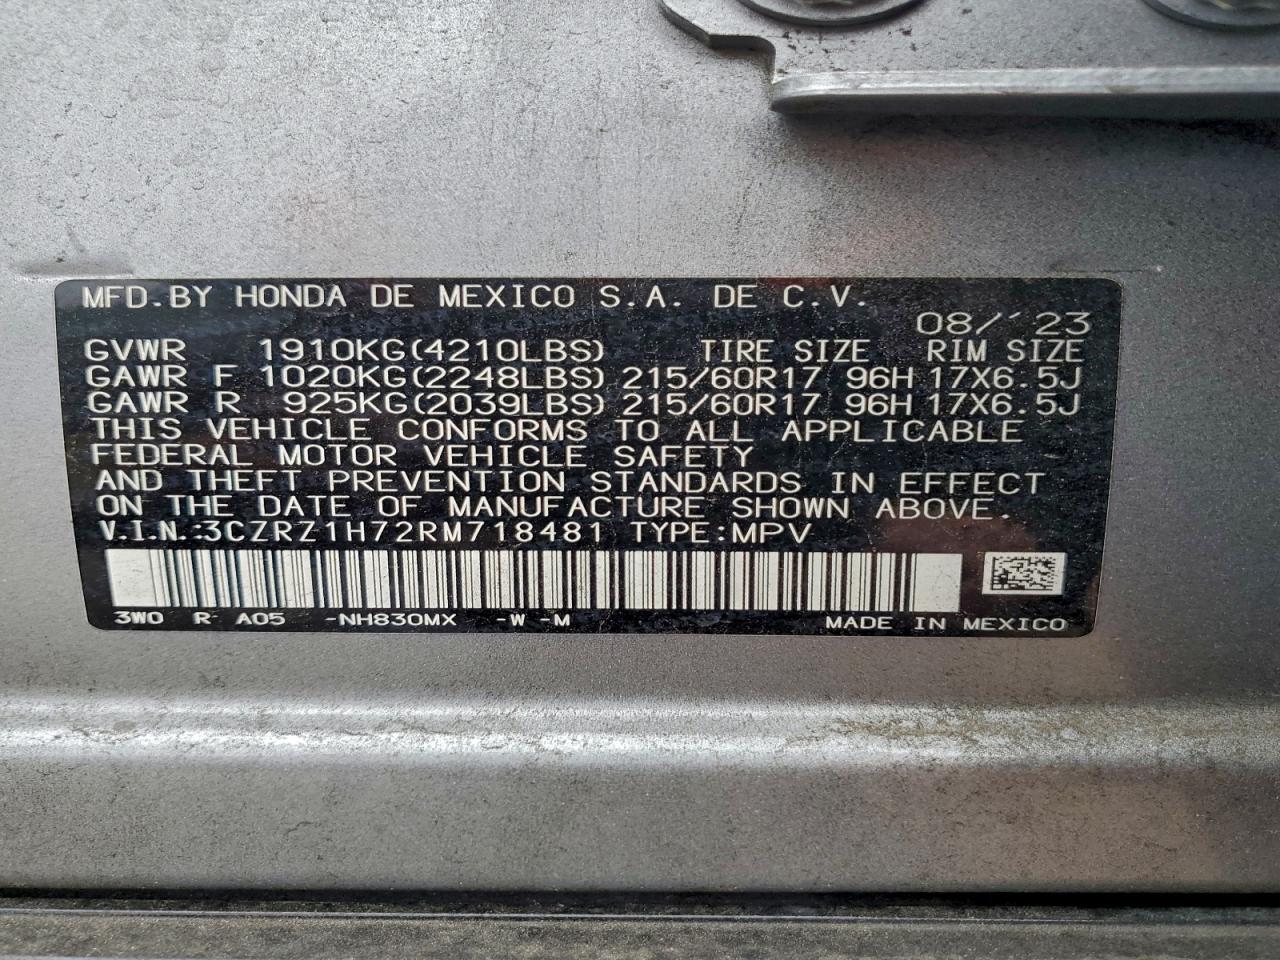 MFD.BY HONDA DE MEXICO S.A. DE C.V.
08/ 23
GVWR 1910KG(4210LBS) TIRE SIZE RIM SIZE
GAWR F 1020KG(2248LBS) 215/60R17 96H 17X6.5J
GAWR R 925KG(2039LBS) 215/60R17 96H 17X6.5J
THIS VEHICLE CONFORMS TO ALL APPLICABLE
FEDERAL MOTOR VEHICLE SAFETY
AND THEFT PREVENTION STANDARDS IN EFFECT
ON THE DATE OF MANUFACTURE SHOWN ABOVE.
V.I.N.:3CZRZ1H72RM718481 TYPE:MPV
3W0 R A05 -NH830MX -W -M MADE IN MEXICO